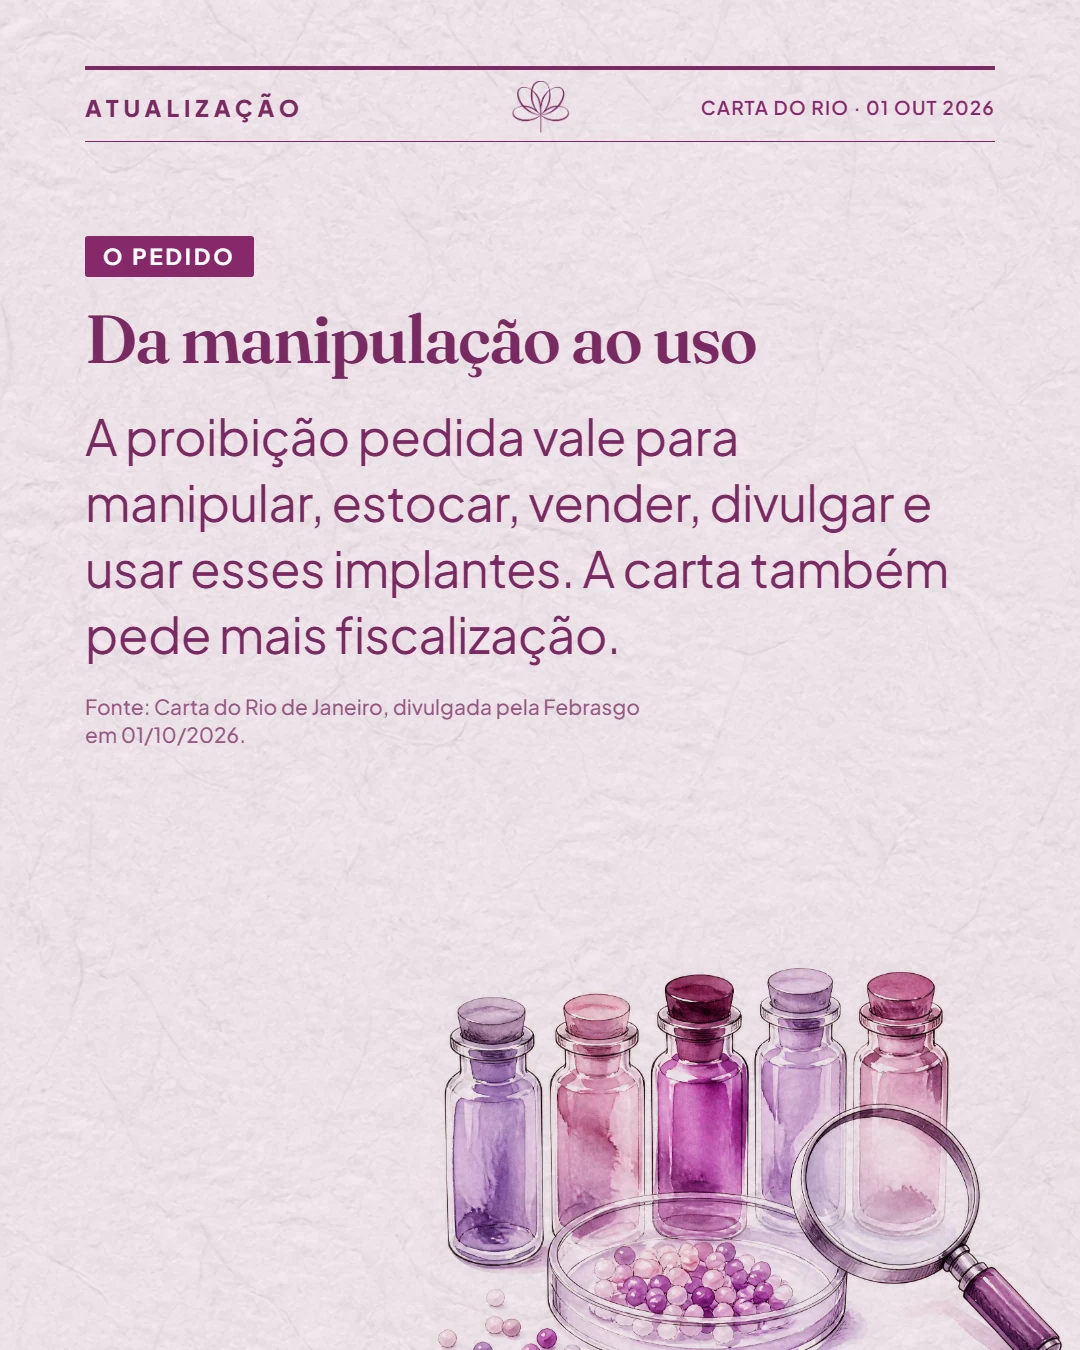 ATUALIZAÇÃO
CARTA DO RIO · 01 OUT 2026
O PEDIDO
Da manipulação ao uso
A proibição pedida vale para
manipular, estocar, vender, divulgar e
usar esses implantes. A carta também
pede mais fiscalização.
Fonte: Carta do Rio de Janeiro, divulgada pela Febrasgo
em 01/10/2026.